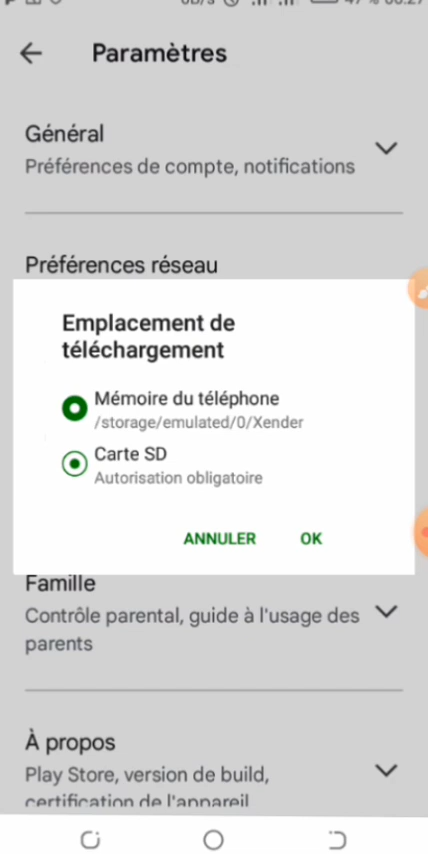 Paramètres
Général
Préférences de compte, notifications
Préférences réseau
Emplacement de
téléchargement
Mémoire du téléphone
/storage/emulated/0/Xender
Carte SD
Autorisation obligatoire
ANNULER OK
Famille
Contrôle parental, guide à l'usage des
parents
À propos
Play Store, version de build,
certification de l'appareil